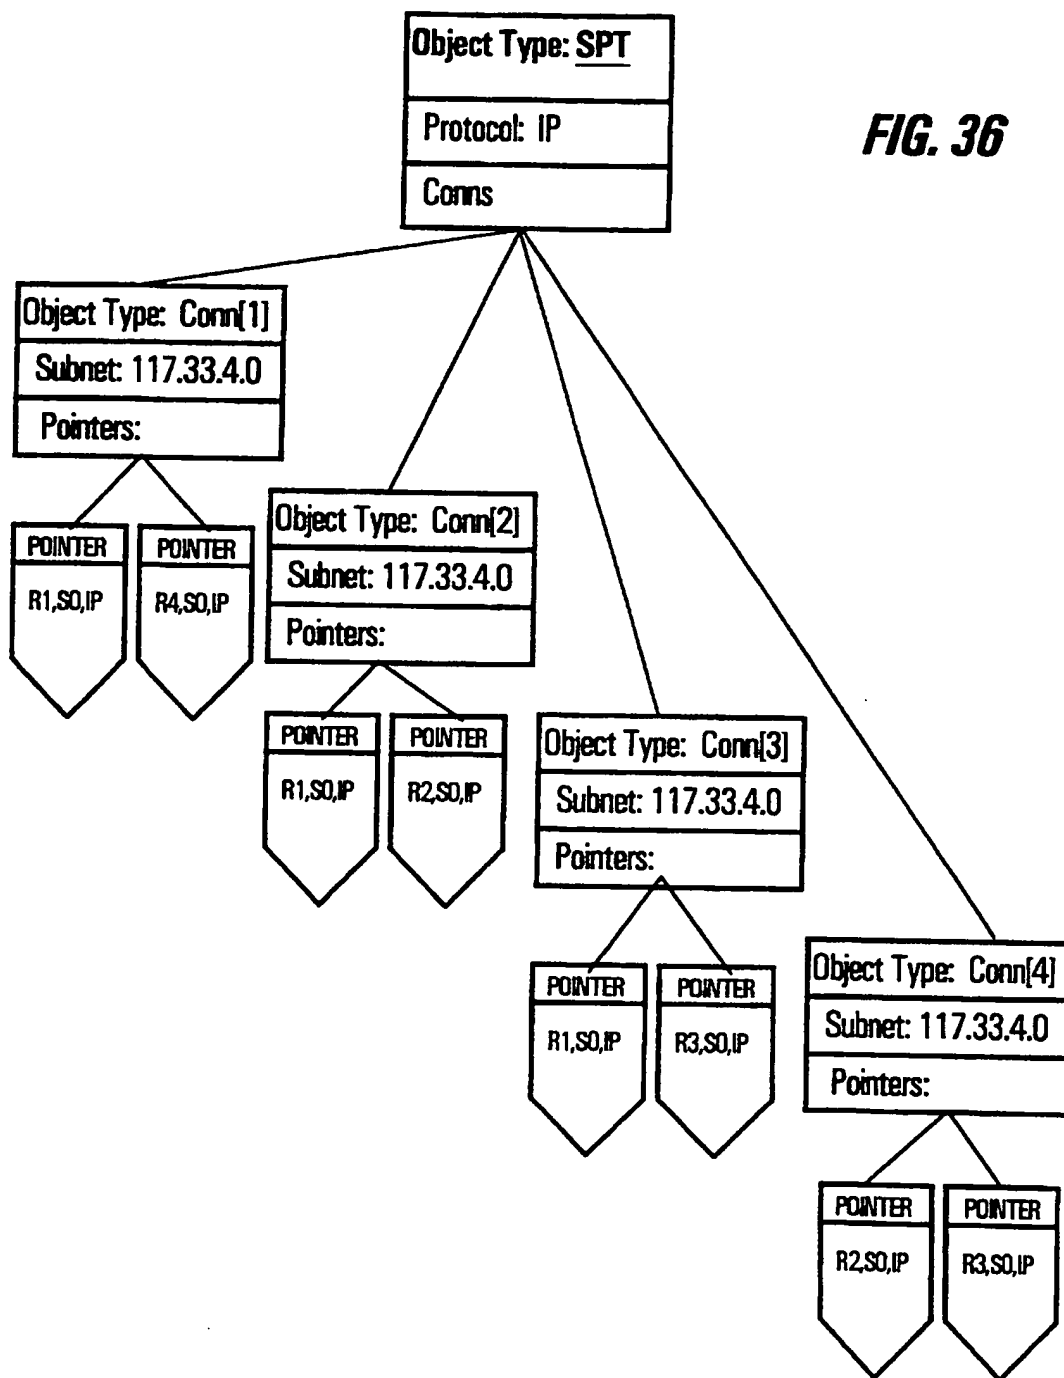 Object Type: SPT
Protocol: IP
Conns
FIG. 36
Object Type: Conn[1]
Subnet: 117.33.4.0
Pointers:
POINTER
R1,S0,IP
POINTER
R4,S0,IP
Object Type: Conn[2]
Subnet: 117.33.4.0
Pointers:
POINTER
R1,S0,IP
POINTER
R2,S0,IP
Object Type: Conn[3]
Subnet: 117.33.4.0
Pointers:
POINTER
R1,S0,IP
POINTER
R3,S0,IP
Object Type: Conn[4]
Subnet: 117.33.4.0
Pointers:
POINTER
R2,S0,IP
POINTER
R3,S0,IP